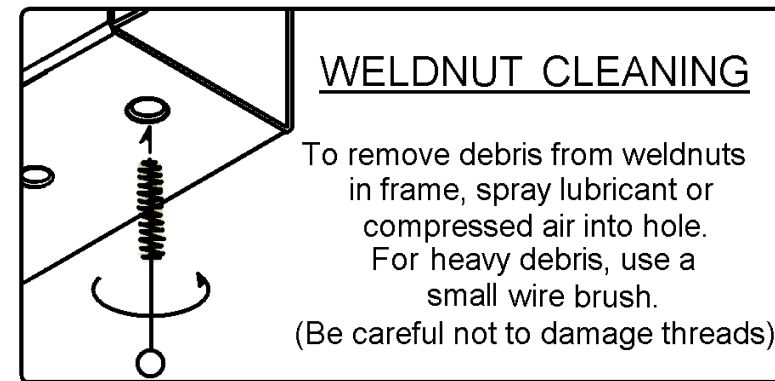 WELDNUT CLEANING
To remove debris from weldnuts
in frame, spray lubricant or
compressed air into hole.
For heavy debris, use a
small wire brush.
(Be careful not to damage threads)